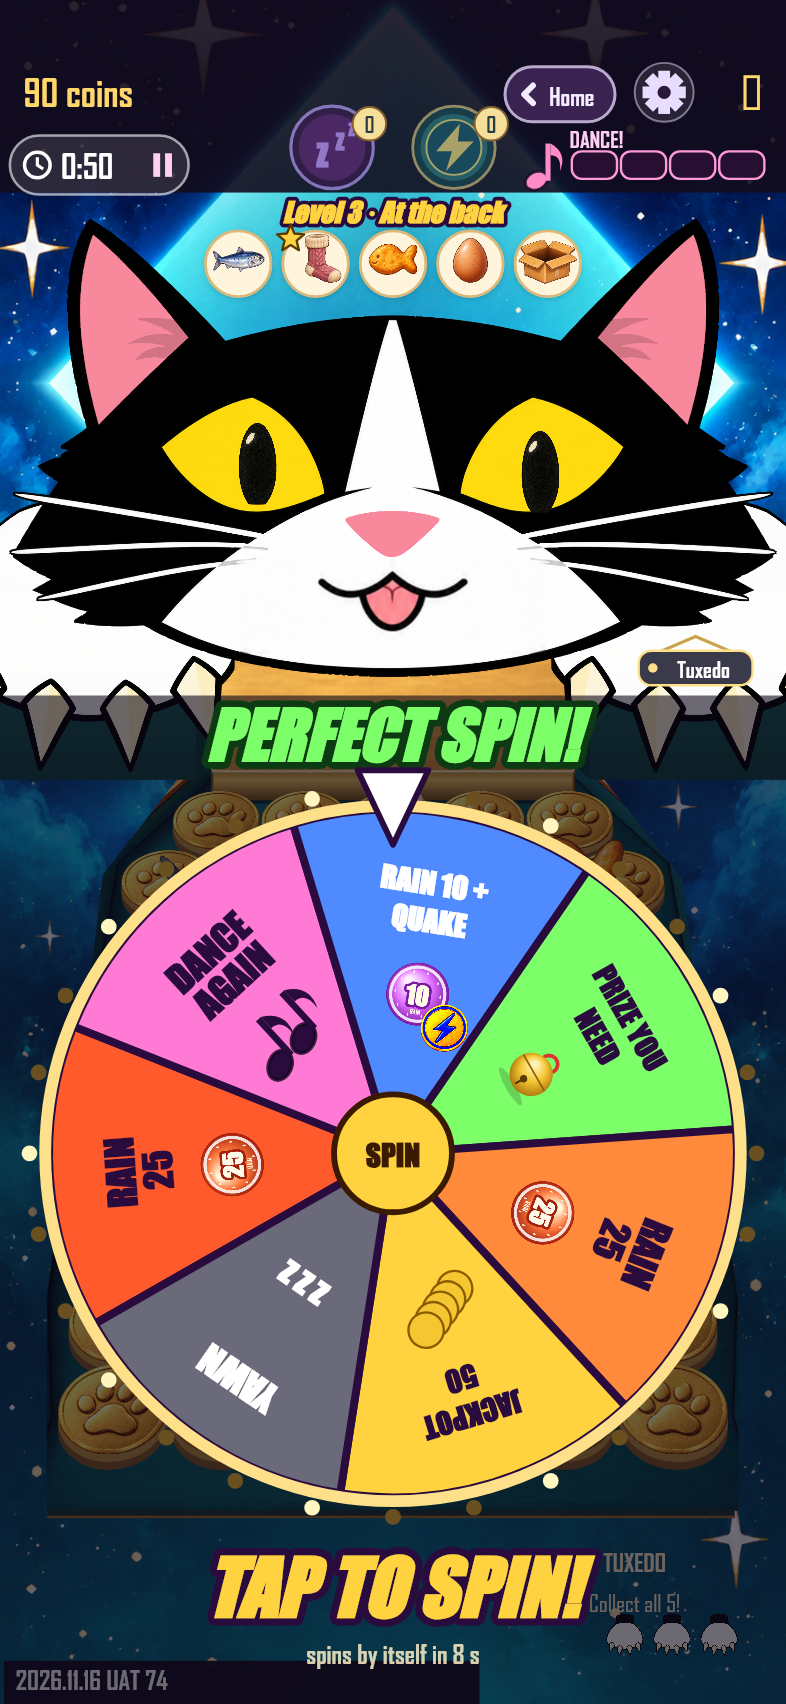 90 coins
Home
0:50
0
0
DANCE!
Level 3 · At the back
Tuxedo
PERFECT SPIN!
RAIN 10 +
QUAKE
10
DANCE
AGAIN
PRIZE YOU
NEED
RAIN
25
25
SPIN
25
RAIN
25
zzz
YAWN
JACKPOT
50
TAP TO SPIN!
TUXEDO
Collect all 5!
spins by itself in 8 s
2026.11.16 UAT 74